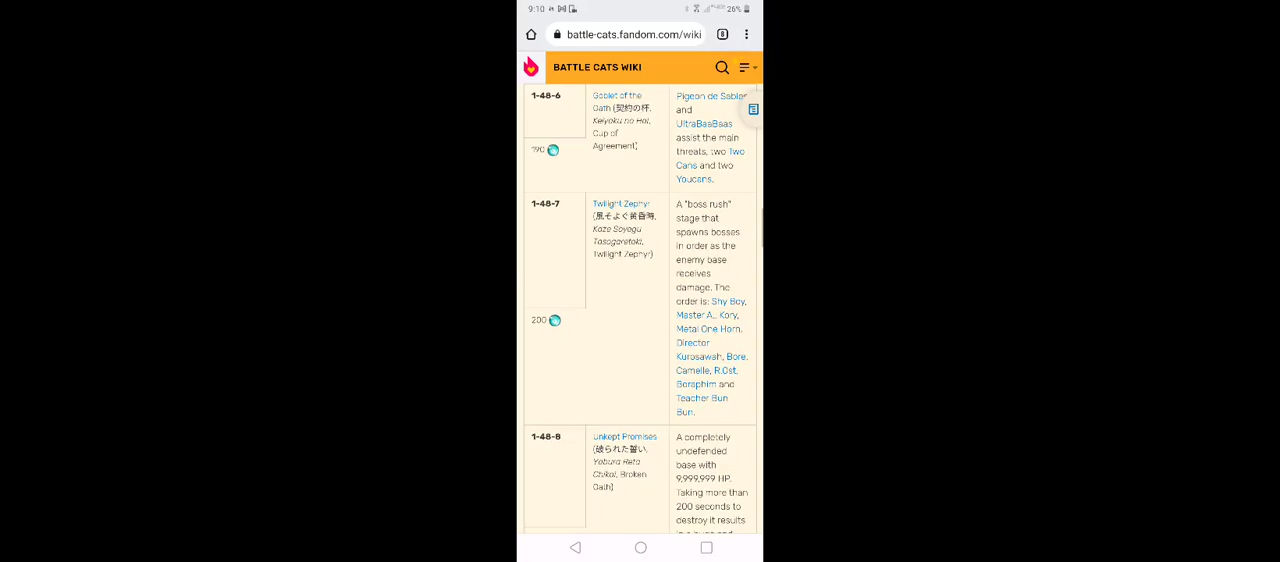 9:10
26%
battle-cats.fandom.com/wiki
8
BATTLE CATS WIKI
1-48-6
190
Goblet of the
Oath (契約の杯,
Keiyaku no Hai,
Cup of
Agreement)
Pigeon de Sable
and
UltraBaaBaas
assist the main
threats, two Two
Cans and two
Youcans.
1-48-7
200
Twilight Zephyr
(風そよぐ黄昏時,
Kaze Soyogu
Tasogaretoki,
Twilight Zephyr)
A "boss rush"
stage that
spawns bosses
in order as the
enemy base
receives
damage. The
order is: Shy Boy,
Master A., Kory,
Metal One Horn,
Director
Kurosawah, Bore,
Camelle, R.Ost,
Boraphim and
Teacher Bun
Bun.
1-48-8
Unkept Promises
(破られた誓い,
Yabura Reta
Chikai, Broken
Oath)
A completely
undefended
base with
9,999,999 HP.
Taking more than
200 seconds to
destroy it results